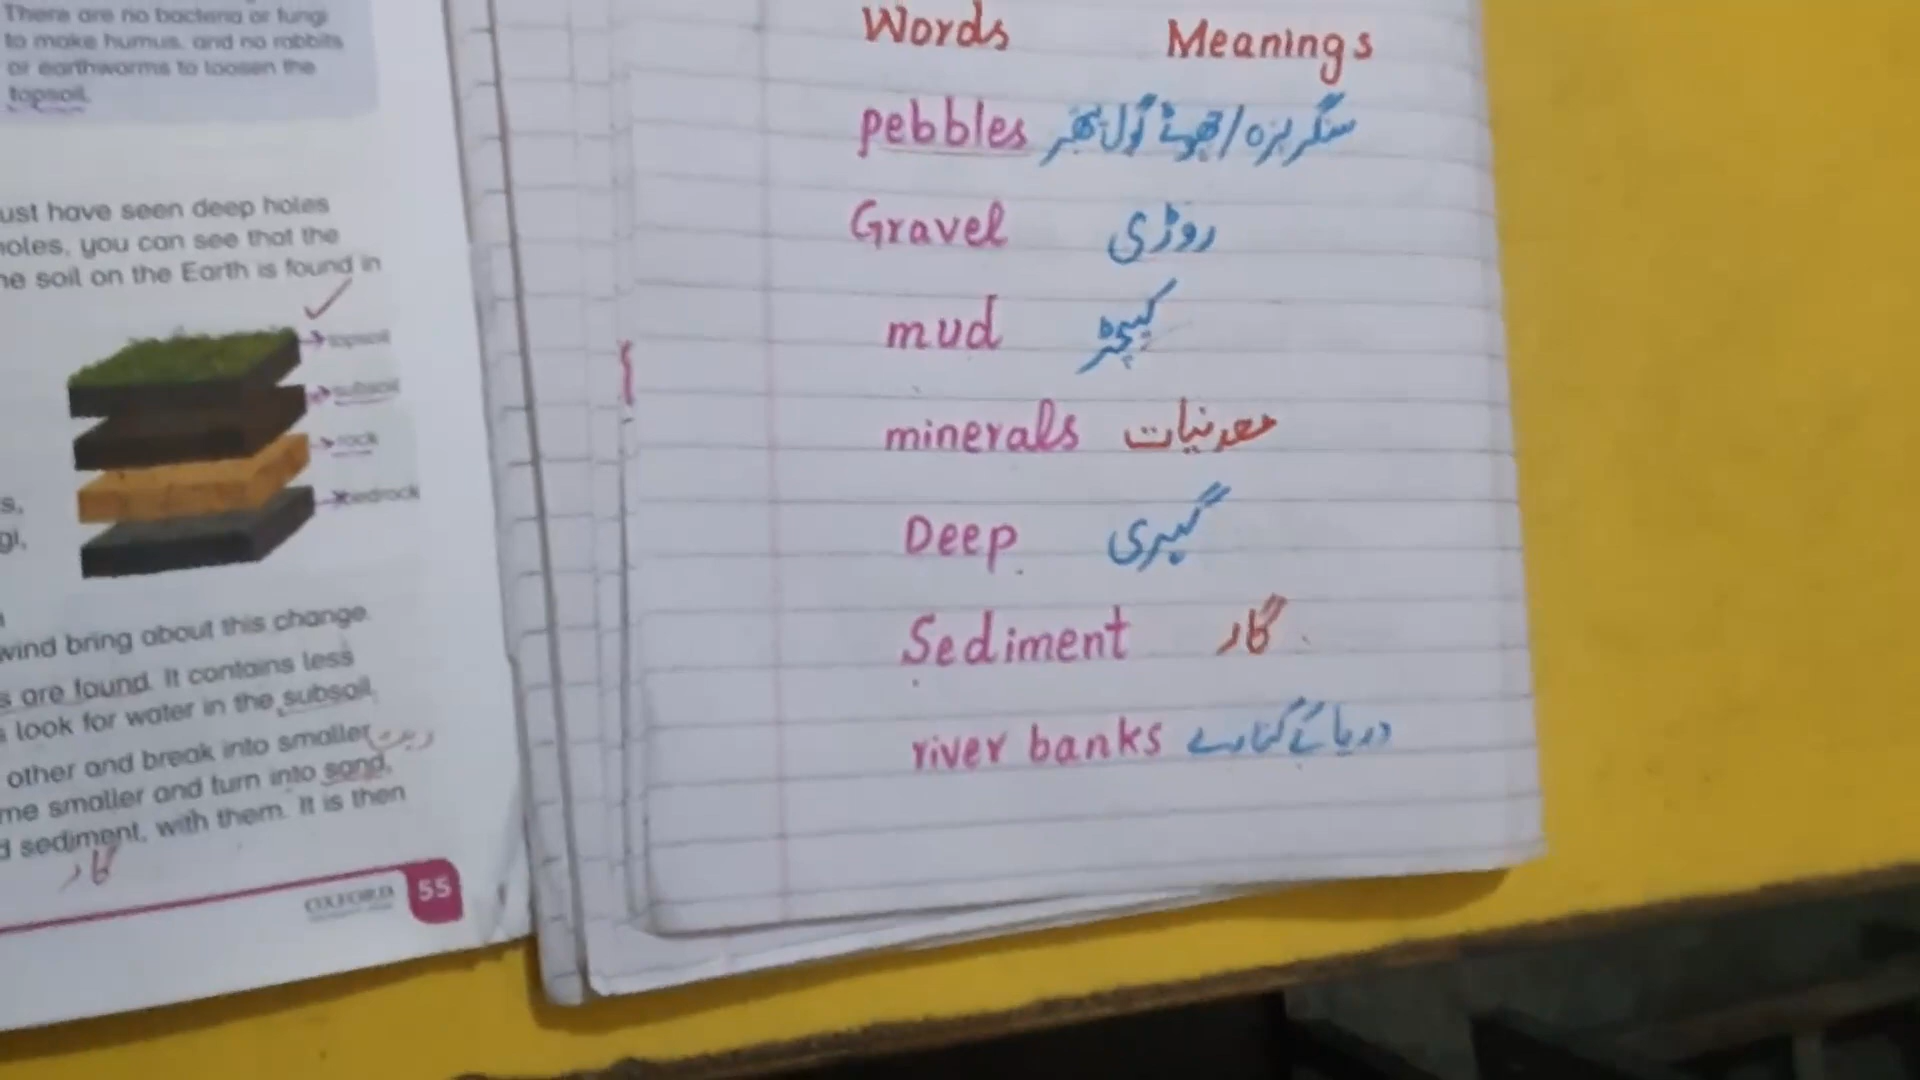 There are no bacteria or fungi
to make humus, and no rabbits
or earthworms to loosen the
topsoil.
ust have seen deep holes
holes, you can see that the
he soil on the Earth is found in
topsoil
subsoil
rock
bedrock
s,
gi,
wind bring about this change.
s are found. It contains less
look for water in the subsoil.
other and break into smaller
ریت
me smaller and turn into sand,
d sediment, with them. It is then
گار
OXFORD
55
Words Meanings
pebbles سنگریزہ/چھوٹے گول پتھر
Gravel روڑی
mud کیچڑ
minerals معدنیات
Deep گہری
Sediment گار
river banks دریا کے کنارے